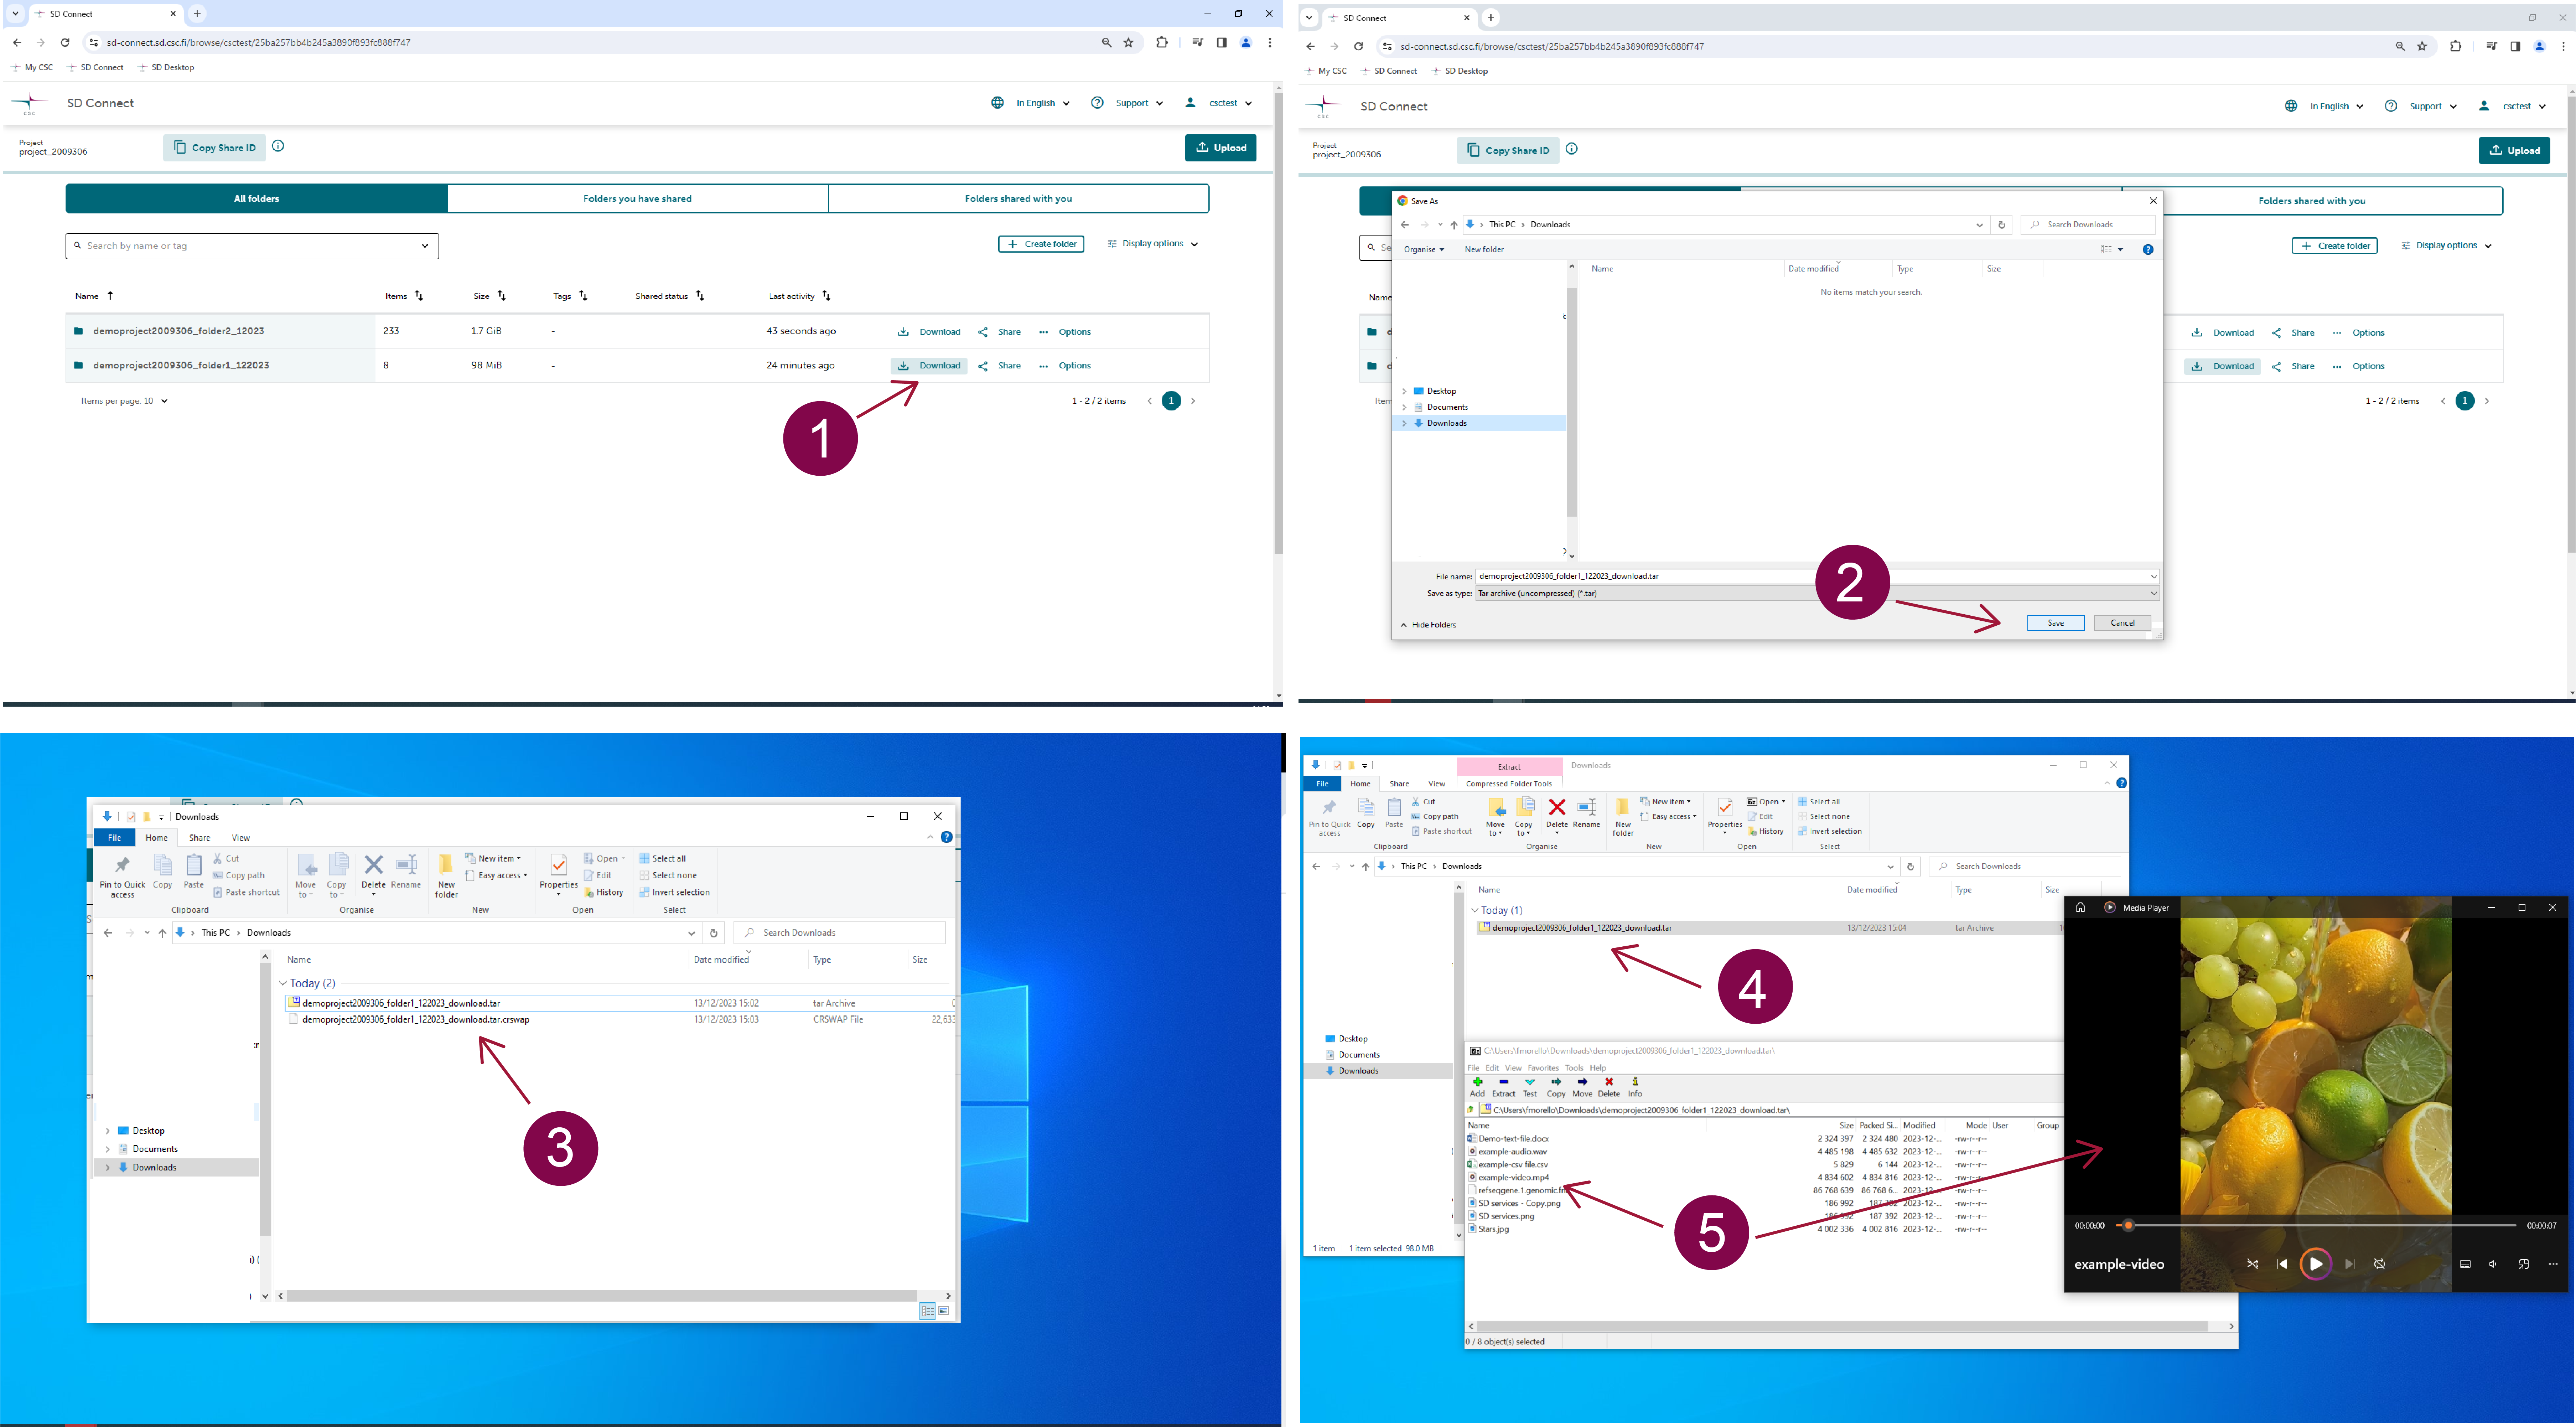 SD Connect
sd-connect.sd.csc.fi/browse/csctest/25ba257bb4b245a3890f893fc888f747
My CSC SD Connect SD Desktop
CSC SD Connect In English Support csctest
Project
project_2009306
Copy Share ID
Upload
All folders Folders you have shared Folders shared with you
Search by name or tag
Create folder Display options
Name Items Size Tags Shared status Last activity
demoproject2009306_folder2_12023 233 1.7 GiB - 43 seconds ago Download Share Options
demoproject2009306_folder1_122023 8 98 MiB - 24 minutes ago Download Share Options
Items per page: 10 1 - 2 / 2 items 1
1
SD Connect
sd-connect.sd.csc.fi/browse/csctest/25ba257bb4b245a3890f893fc888f747
My CSC SD Connect SD Desktop
CSC SD Connect In English Support csctest
Project
project_2009306
Copy Share ID
Upload
Folders shared with you
Create folder Display options
Name
Download Share Options
Download Share Options
1 - 2 / 2 items 1
Save As
This PC Downloads Search Downloads
Organise New folder
Name Date modified Type Size
No items match your search.
Desktop
Documents
Downloads
File name: demoproject2009306_folder1_122023_download.tar
Save as type: Tar archive (uncompressed) (*.tar)
Hide Folders Save Cancel
2
Downloads
File Home Share View
Pin to Quick access Copy Paste Cut Copy path Paste shortcut
Move to Copy to Delete Rename New folder
New item Easy access Properties Open Edit History
Select all Select none Invert selection
Clipboard Organise New Open Select
This PC Downloads Search Downloads
Name Date modified Type Size
Today (2)
demoproject2009306_folder1_122023_download.tar 13/12/2023 15:02 tar Archive
demoproject2009306_folder1_122023_download.tar.crswap 13/12/2023 15:03 CRSWAP File 22,633
Desktop
Documents
Downloads
3
Extract Downloads
File Home Share View Compressed Folder Tools
Pin to Quick access Copy Paste Cut Copy path Paste shortcut
Move to Copy to Delete Rename New folder
New item Easy access Properties Open Edit History
Select all Select none Invert selection
Clipboard Organise New Open Select
This PC Downloads Search Downloads
Name Date modified Type Size
Today (1)
demoproject2009306_folder1_122023_download.tar 13/12/2023 15:04 tar Archive
Desktop
Documents
Downloads
1 item 1 item selected 98.0 MB
4
C:\Users\fmorello\Downloads\demoproject2009306_folder1_122023_download.tar\
File Edit View Favorites Tools Help
Add Extract Test Copy Move Delete Info
C:\Users\fmorello\Downloads\demoproject2009306_folder1_122023_download.tar\
Name Size Packed Si... Modified Mode User Group
Demo-text-file.docx 2 324 397 2 324 480 2023-12-... -rw-r--r--
example-audio.wav 4 485 198 4 485 632 2023-12-... -rw-r--r--
example-csv file.csv 5 829 6 144 2023-12-... -rw-r--r--
example-video.mp4 4 834 602 4 834 816 2023-12-... -rw-r--r--
refseqgene.1.genomic 86 768 639 86 768 6... 2023-12-... -rw-r--r--
SD services - Copy.png 186 992 2023-12-... -rw-r--r--
SD services.png 187 392 2023-12-... -rw-r--r--
Stars.jpg 4 002 336 4 002 816 2023-12-... -rw-r--r--
0 / 8 object(s) selected
5
Media Player
00:00:00 00:00:07
example-video